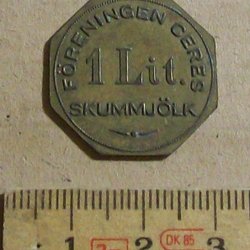 FÖRENINGEN CERES
1 Lit.
SKUMMJÖLK
1 2 DK 85 3